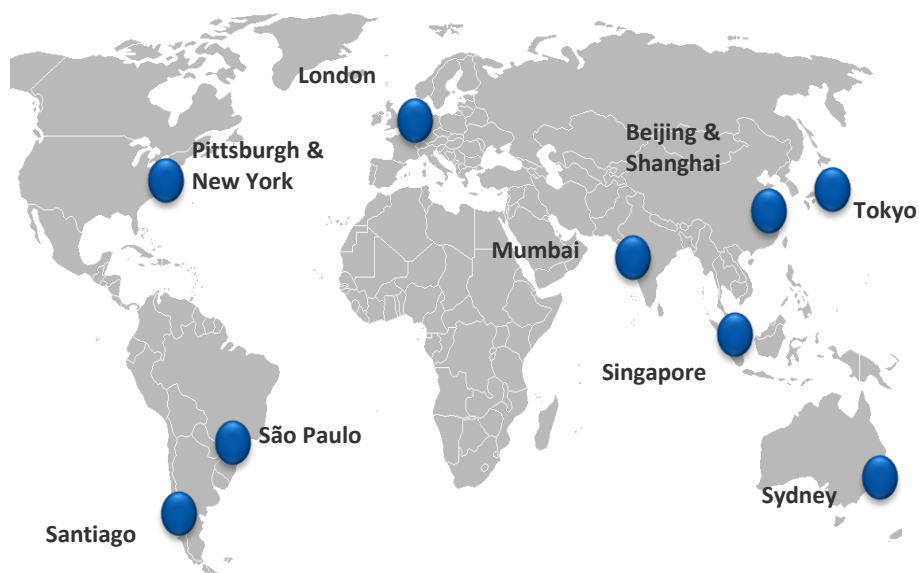 London
Pittsburgh &
New York
Beijing &
Shanghai
Tokyo
Mumbai
Singapore
São Paulo
Sydney
Santiago